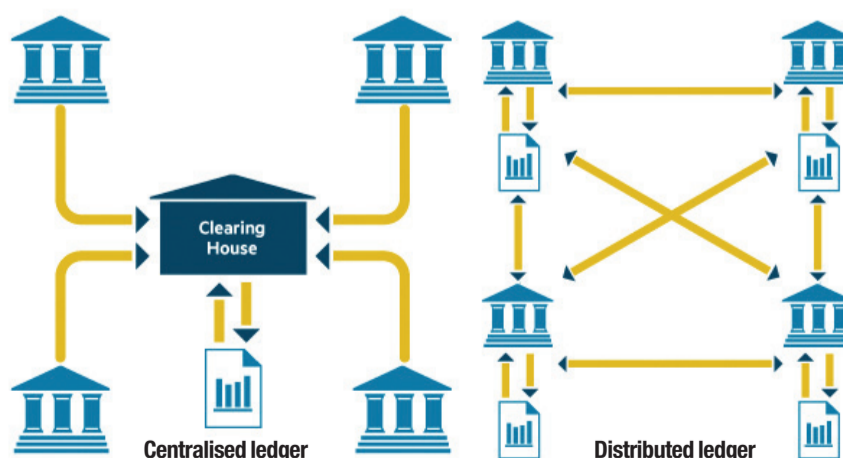 Clearing
House
Centralised ledger
Distributed ledger